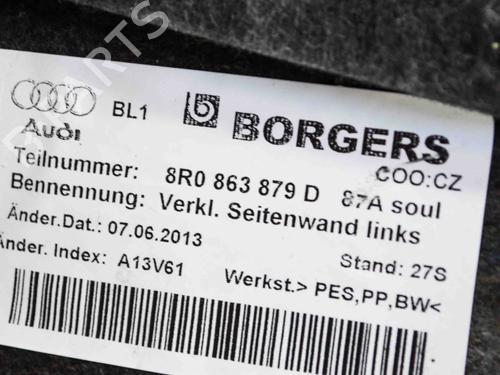 BL1 BORGERS
Audi
COO:CZ
Teilnummer: 8R0 863 879 D 87A soul
Bennennung: Verkl. Seitenwand links
Änder.Dat.: 07.06.2013 Stand: 27S
Änder. Index: A13V61 Werkst.> PES,PP,BW<